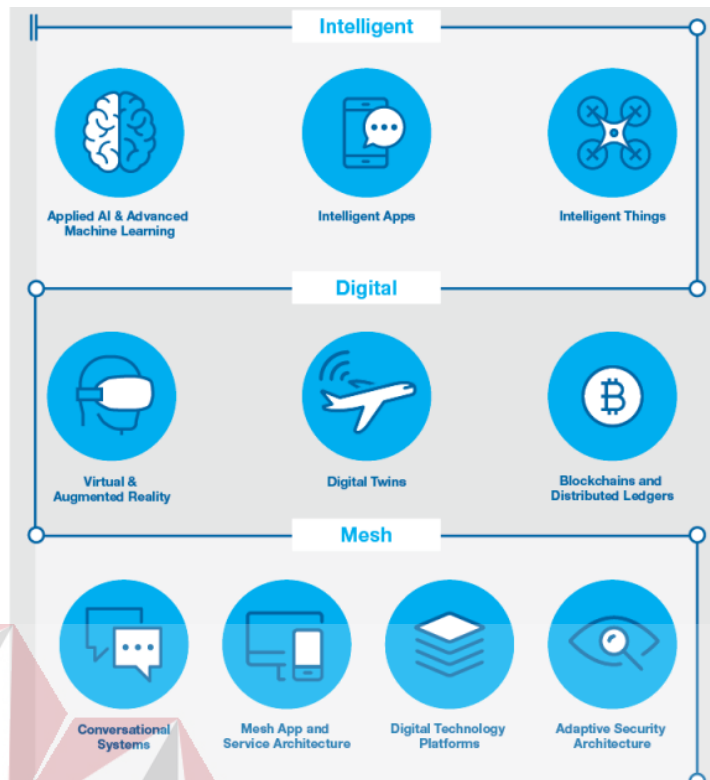 Intelligent
Applied AI & Advanced
Machine Learning
Intelligent Apps
Intelligent Things
Digital
Virtual &
Augmented Reality
Digital Twins
Blockchains and
Distributed Ledgers
Mesh
Conversational
Systems
Mesh App and
Service Architecture
Digital Technology
Platforms
Adaptive Security
Architecture